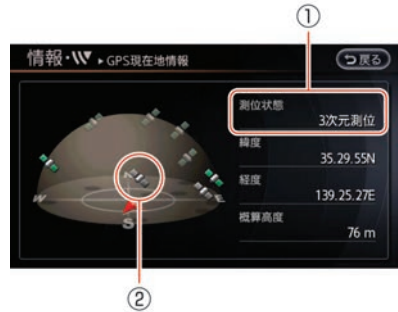 ①
情報・ ▸GPS現在地情報
戻る
測位状態
3次元測位
緯度
35.29.55N
経度
139.25.27E
概算高度
76 m
W
S
②